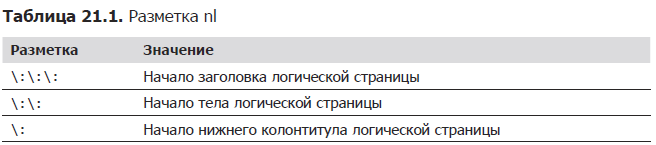 Таблица 21.1. Разметка nl
Разметка Значение
\:\:\: Начало заголовка логической страницы
\:\: Начало тела логической страницы
\: Начало нижнего колонтитула логической страницы